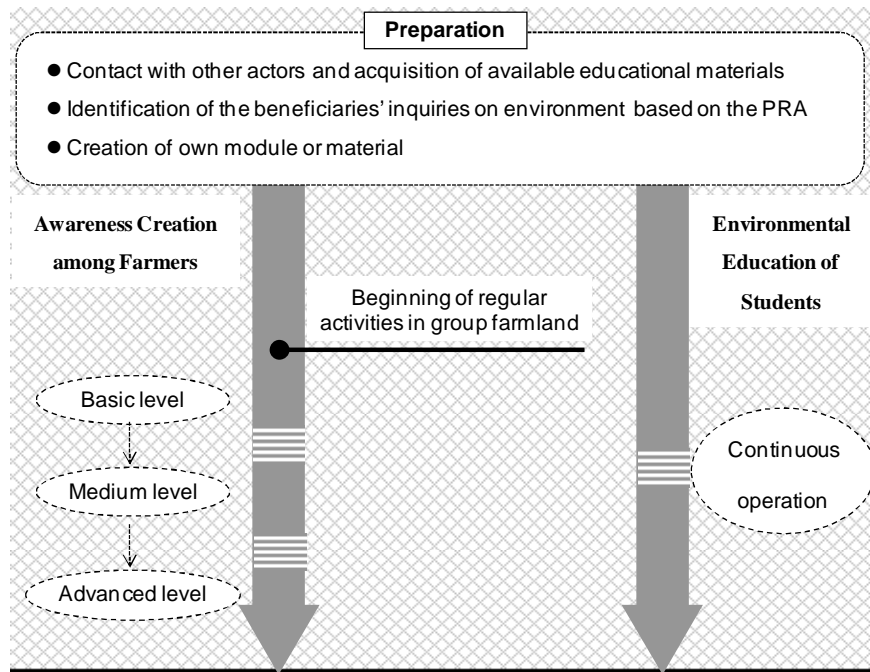 Preparation
● Contact with other actors and acquisition of available educational materials
● Identification of the beneficiaries' inquiries on environment based on the PRA
● Creation of own module or material
Awareness Creation
among Farmers
Environmental
Education of
Students
Beginning of regular
activities in group farmland
Basic level
Medium level
Advanced level
Continuous
operation